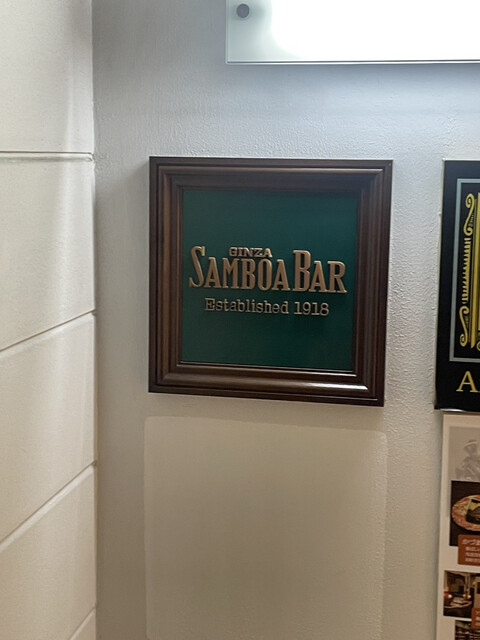 GINZA
SAMBOA BAR
Established 1918
A